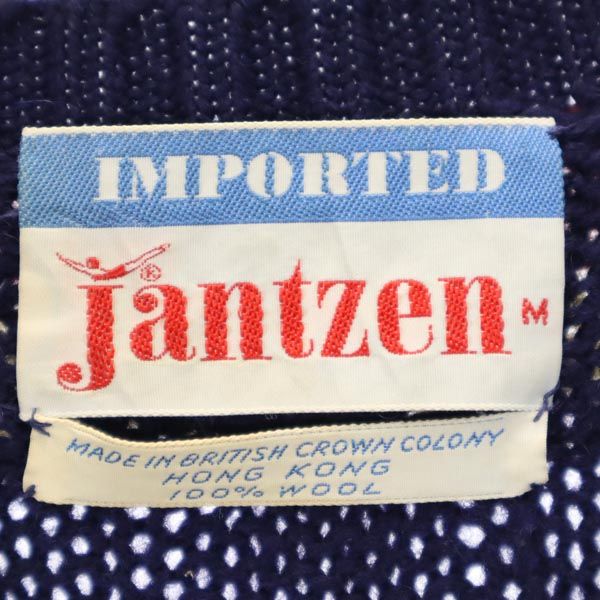 IMPORTED
jantzen®
M
MADE IN BRITISH CROWN COLONY
HONG KONG
100% WOOL